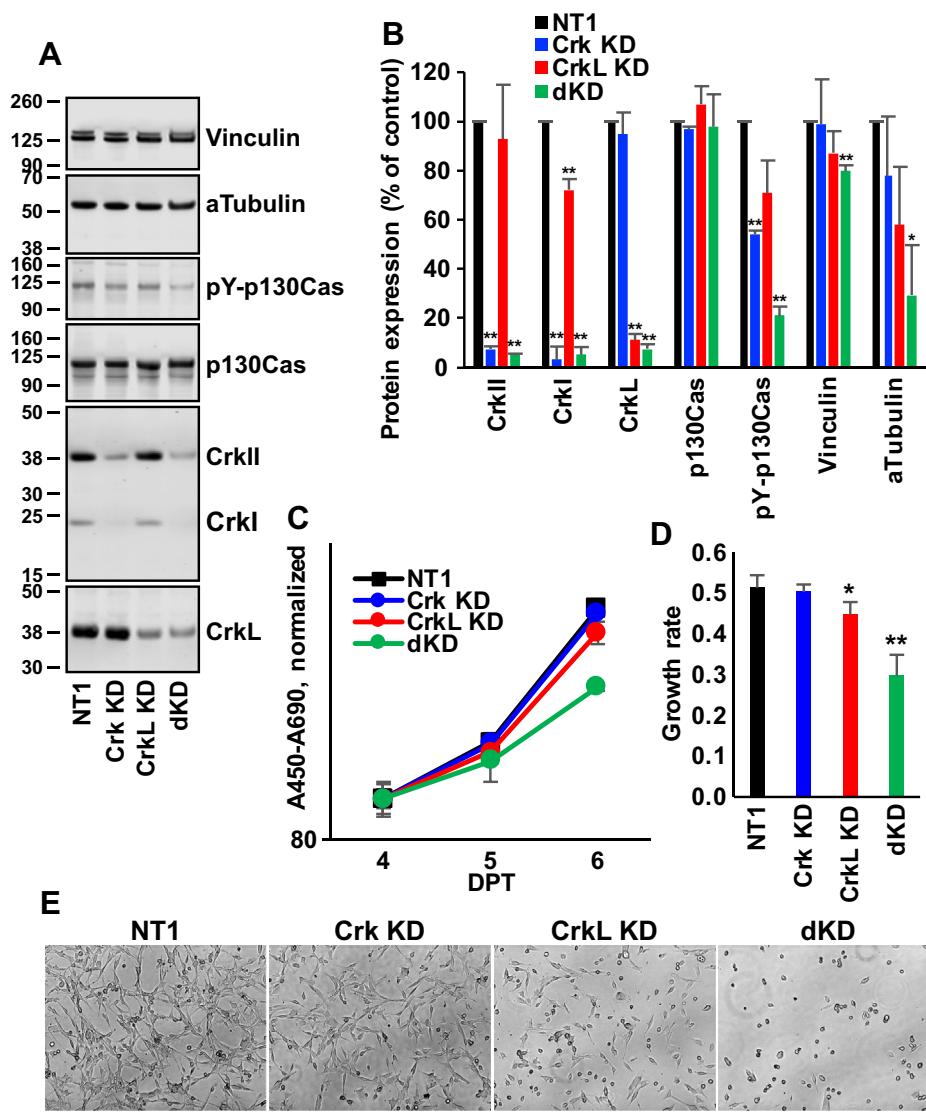 A
260
125
90
Vinculin
70
50
38
aTubulin
160
125
90
pY-p130Cas
160
125
90
p130Cas
50
38
30
25
15
CrkII
CrkI
38
30
CrkL
NT1
Crk KD
CrkL KD
dKD
B
NT1
Crk KD
CrkL KD
dKD
Protein expression (% of control)
120
100
80
60
40
20
0
** **
** ** **
** **
** **
**
*
CrkII
CrkI
CrkL
p130Cas
pY-p130Cas
Vinculin
aTubulin
C
A450-A690, normalized
NT1
Crk KD
CrkL KD
dKD
80
4 5 6
DPT
D
Growth rate
0.6
0.5
0.4
0.3
0.2
0.1
0.0
*
**
NT1
Crk KD
CrkL KD
dKD
E
NT1 Crk KD CrkL KD dKD